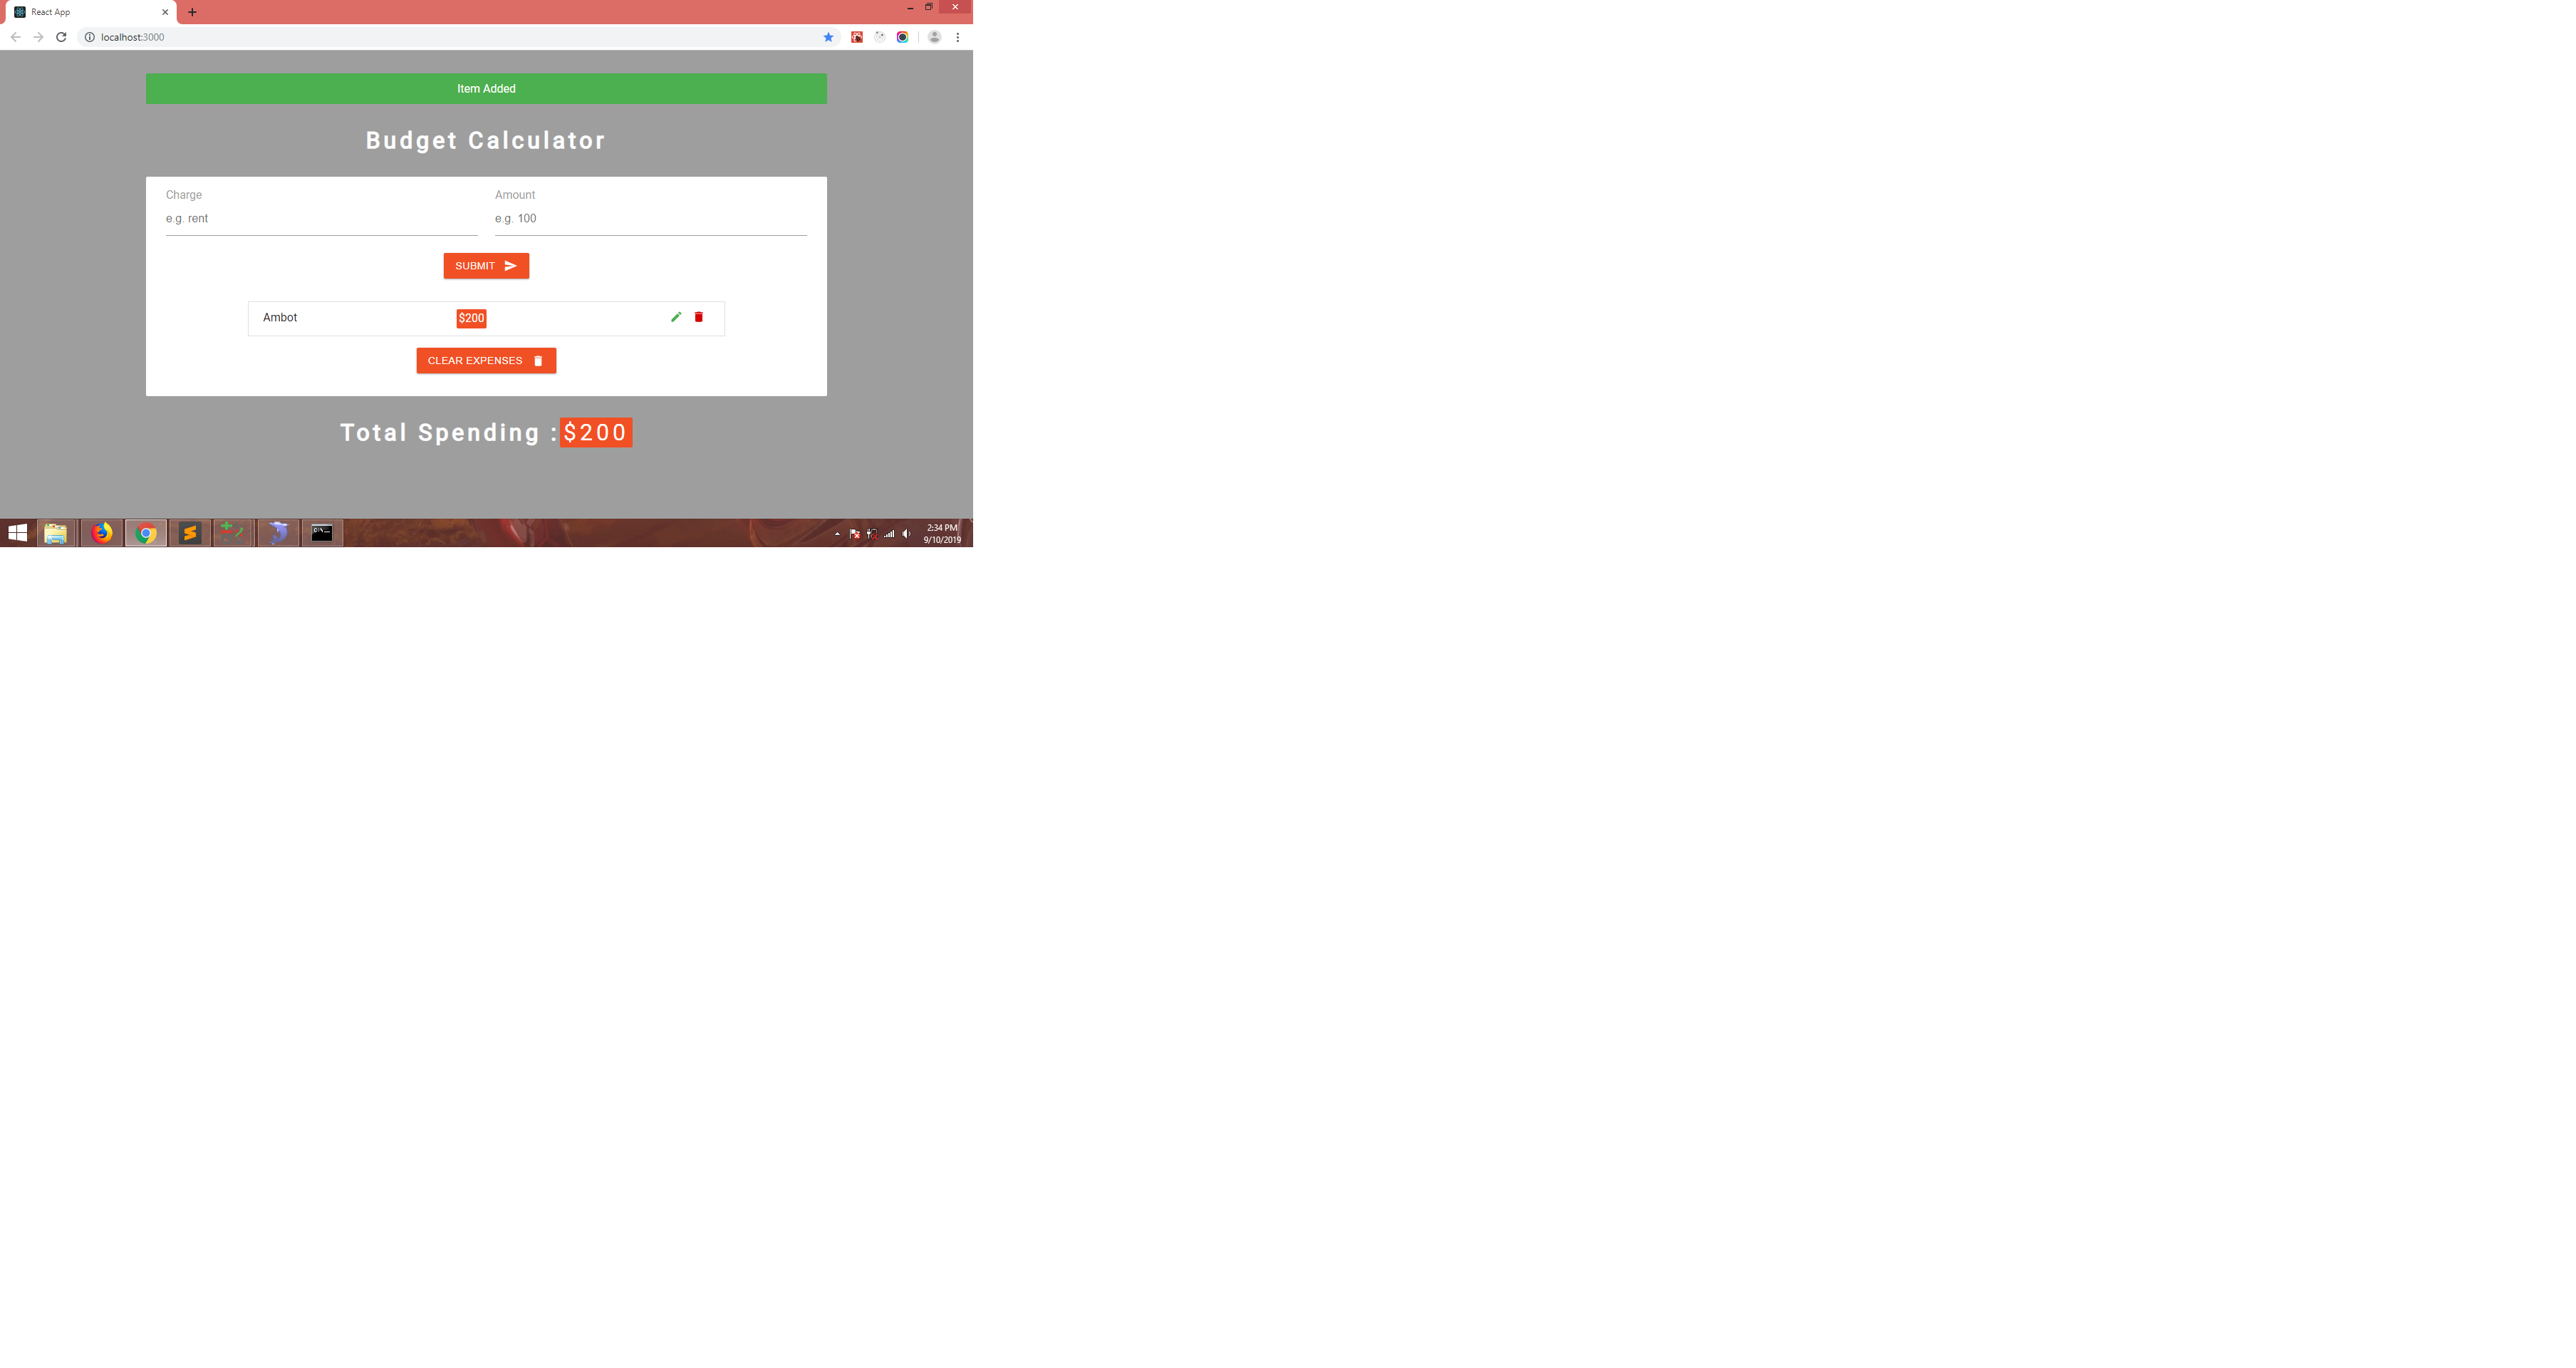 React App
localhost:3000
Item Added
Budget Calculator
Charge Amount
e.g. rent e.g. 100
SUBMIT
Ambot $200
CLEAR EXPENSES
Total Spending : $200
2:34 PM
9/10/2019